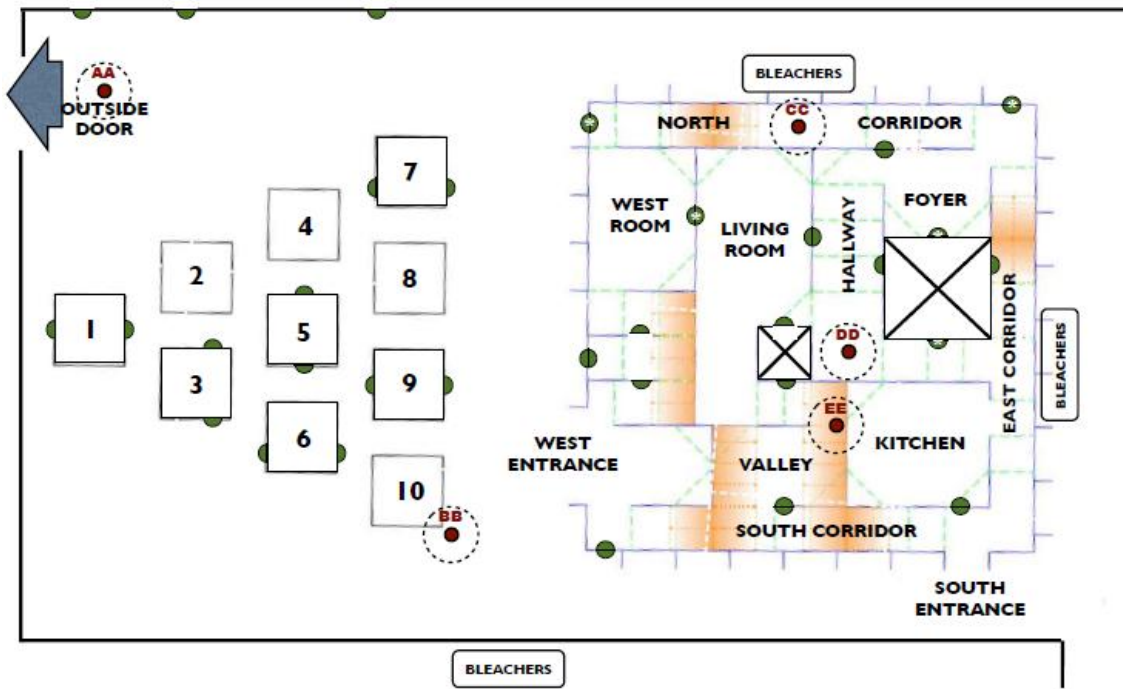 AA
OUTSIDE
DOOR
BLEACHERS
NORTH
CC
CORRIDOR
7
4
WEST
ROOM
LIVING
ROOM
HALLWAY
FOYER
2
8
1
5
3
9
DD
EAST CORRIDOR
BLEACHERS
6
EE
WEST
ENTRANCE
VALLEY
KITCHEN
10
BB
SOUTH CORRIDOR
SOUTH
ENTRANCE
BLEACHERS